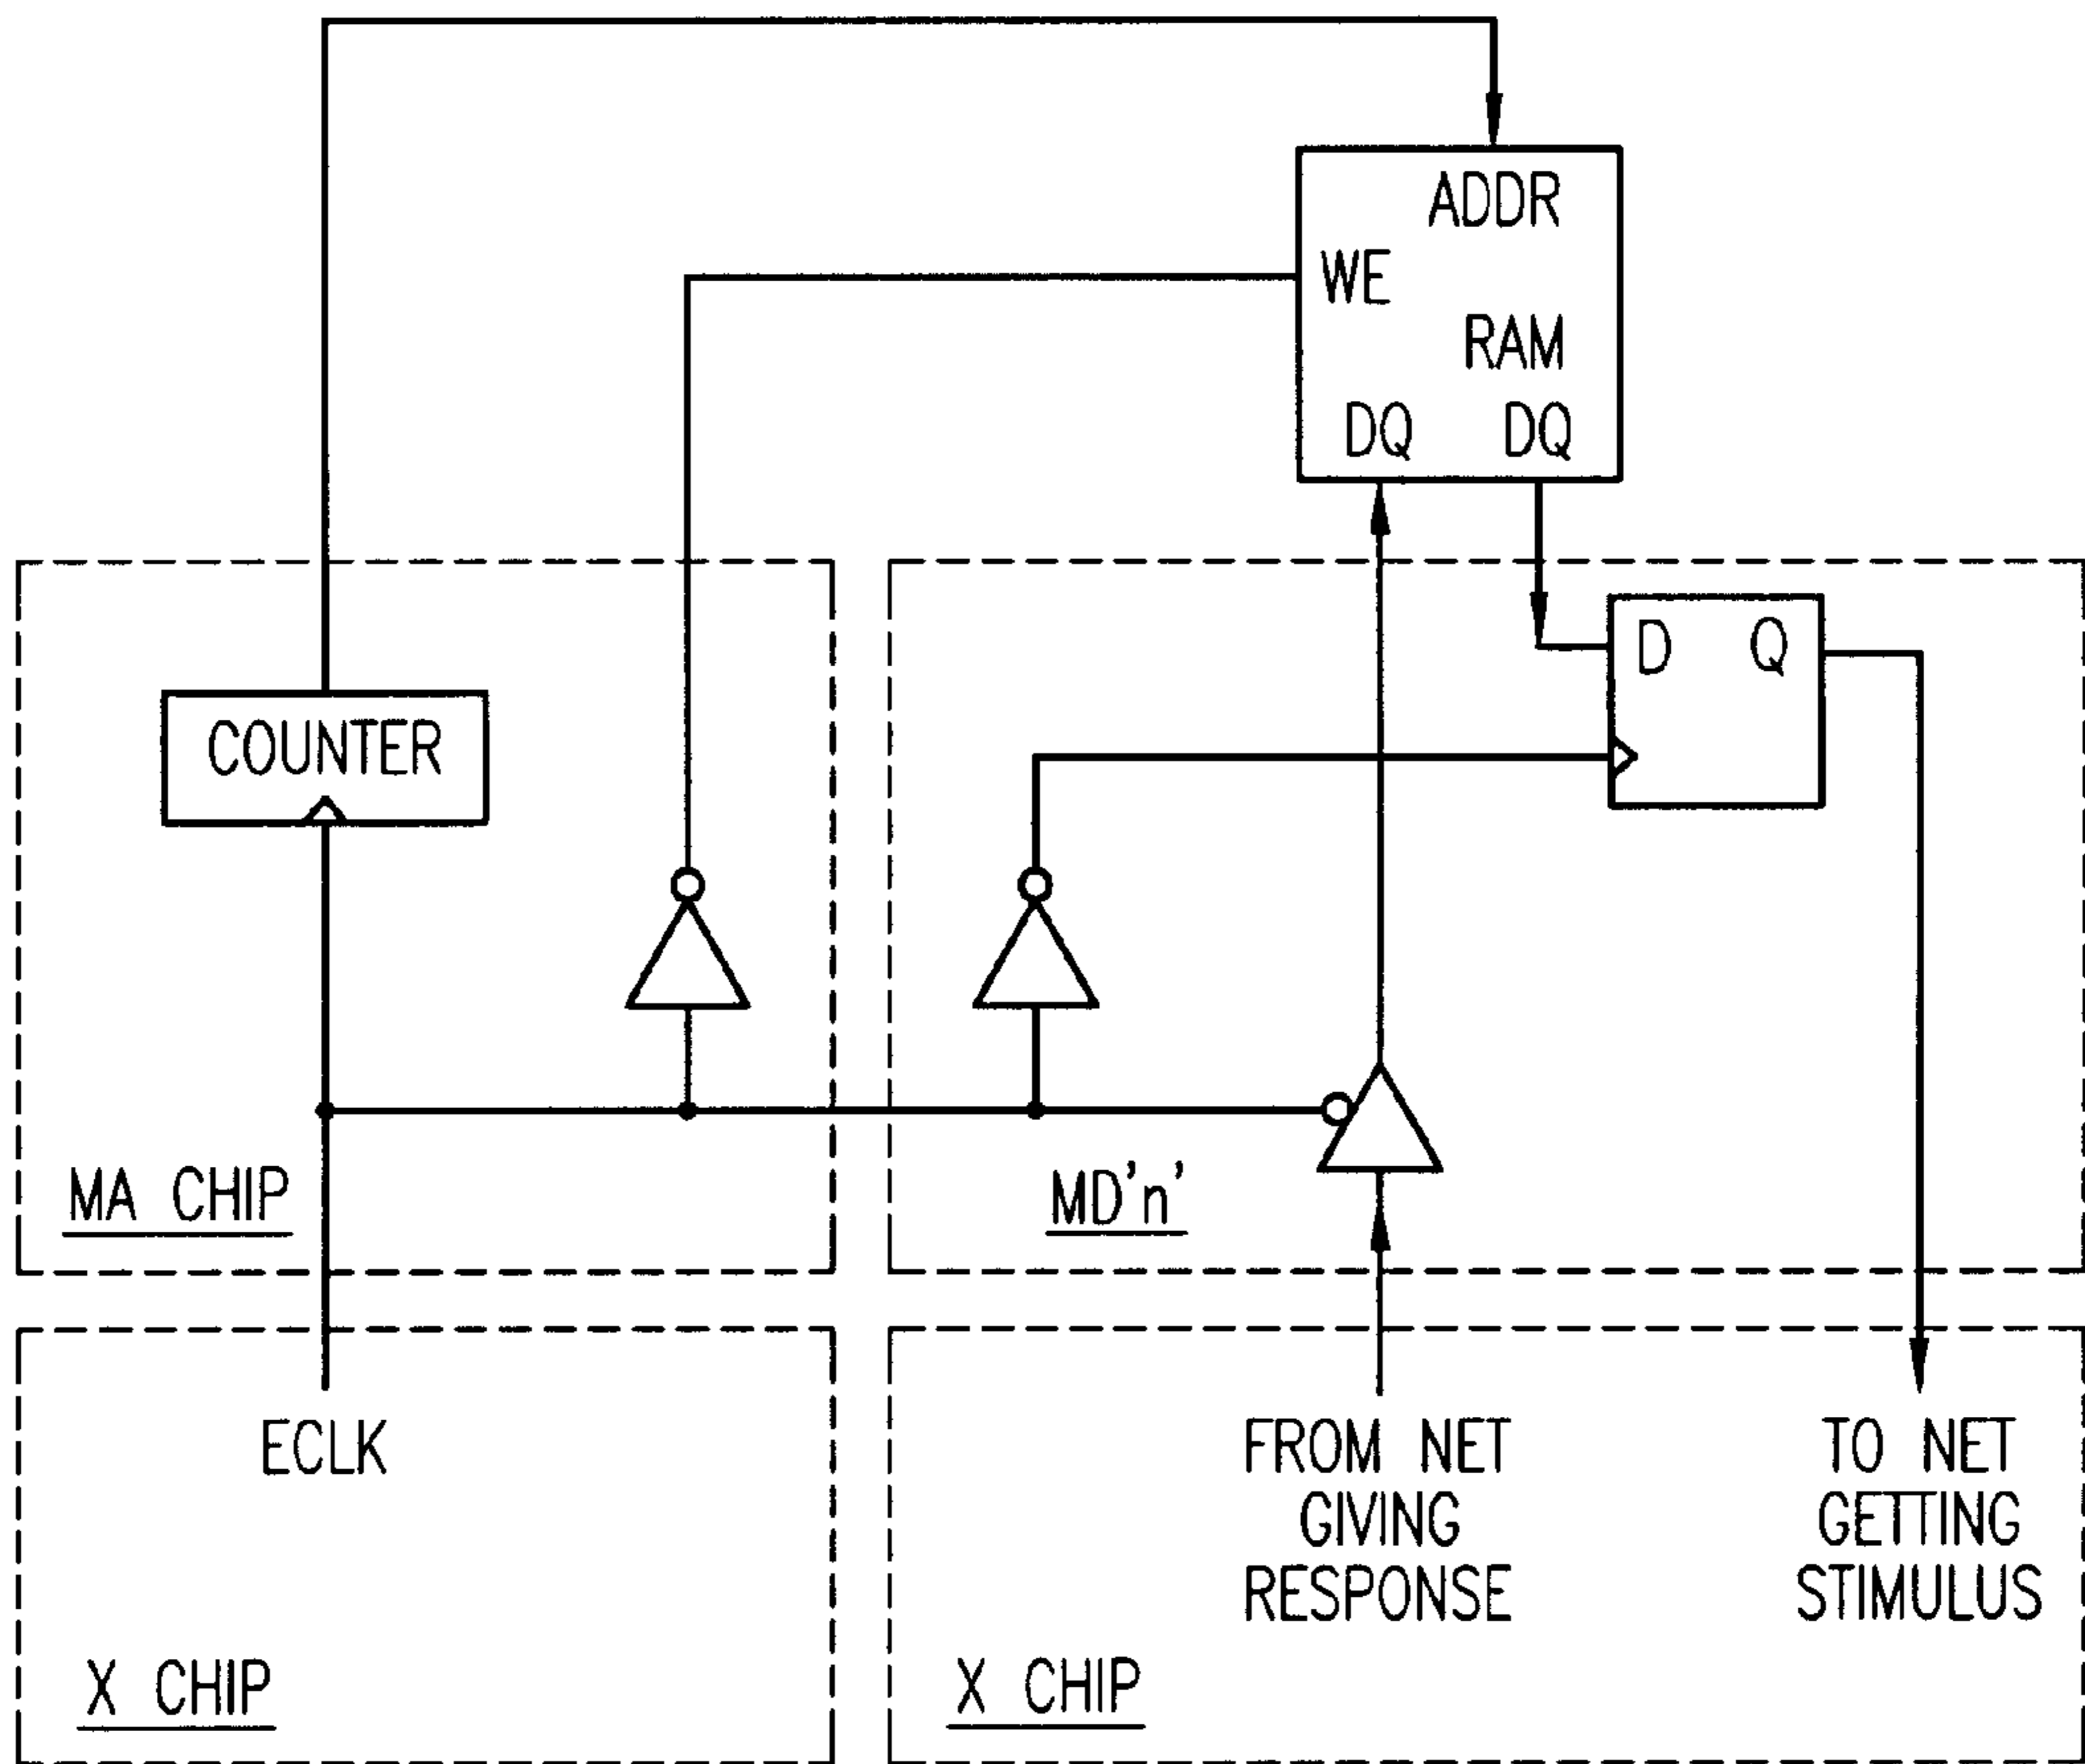 ADDR
WE
RAM
DQ DQ
D Q
COUNTER
MA CHIP
MD'n'
ECLK
FROM NET
GIVING
RESPONSE
TO NET
GETTING
STIMULUS
X CHIP
X CHIP